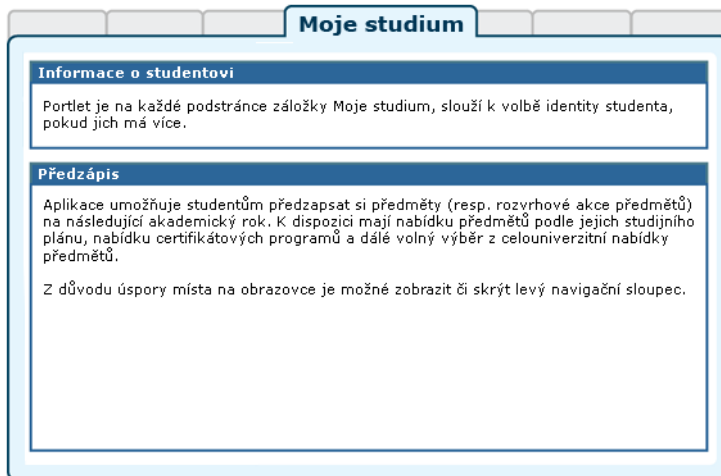 Moje studium
Informace o studentovi
Portlet je na každé podstránce záložky Moje studium, slouží k volbě identity studenta,
pokud jich má více.
Předzápis
Aplikace umožňuje studentům předzapsat si předměty (resp. rozvrhové akce předmětů)
na následující akademický rok. K dispozici mají nabídku předmětů podle jejich studijního
plánu, nabídku certifikátových programů a dálé volný výběr z celouniverzitní nabídky
předmětů.
Z důvodu úspory místa na obrazovce je možné zobrazit či skrýt levý navigační sloupec.